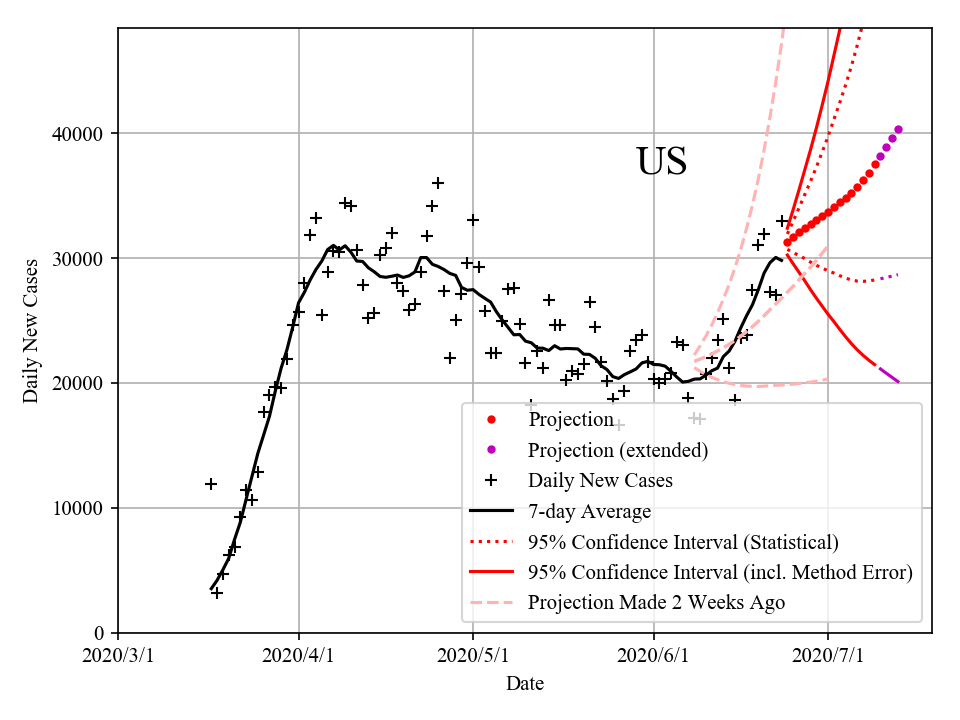 40000
30000
20000
10000
0
Daily New Cases
US
Projection
Projection (extended)
Daily New Cases
7-day Average
95% Confidence Interval (Statistical)
95% Confidence Interval (incl. Method Error)
Projection Made 2 Weeks Ago
2020/3/1 2020/4/1 2020/5/1 2020/6/1 2020/7/1
Date